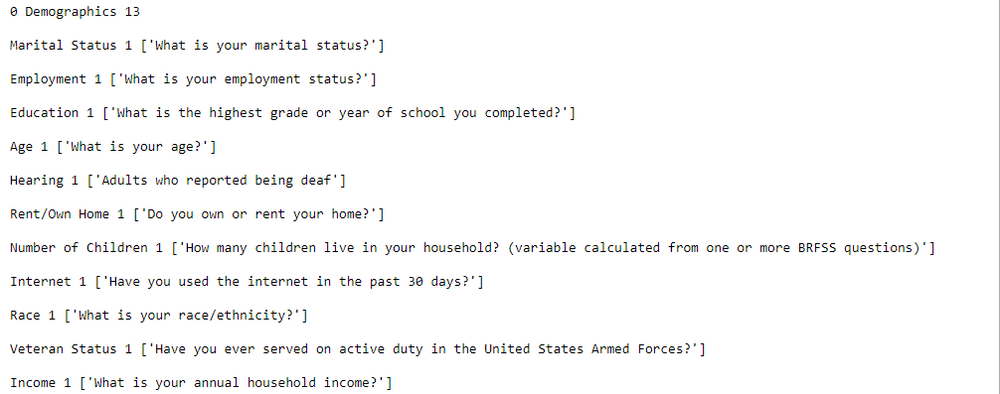 0 Demographics 13
Marital Status 1 ['What is your marital status?']
Employment 1 ['What is your employment status?']
Education 1 ['What is the highest grade or year of school you completed?']
Age 1 ['What is your age?']
Hearing 1 ['Adults who reported being deaf']
Rent/Own Home 1 ['Do you own or rent your home?']
Number of Children 1 ['How many children live in your household? (variable calculated from one or more BRFSS questions)']
Internet 1 ['Have you used the internet in the past 30 days?']
Race 1 ['What is your race/ethnicity?']
Veteran Status 1 ['Have you ever served on active duty in the United States Armed Forces?']
Income 1 ['What is your annual household income?']